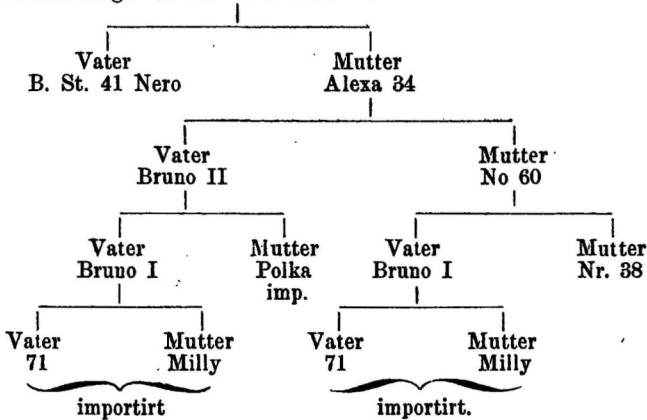 Vater Mutter
B. St. 41 Nero Alexa 34
Vater Mutter
Bruno II No 60
Vater Mutter Vater Mutter
Bruno I Polka Bruno I Nr. 38
imp.
Vater Mutter Vater Mutter
71 Milly 71 Milly
importirt importirt.